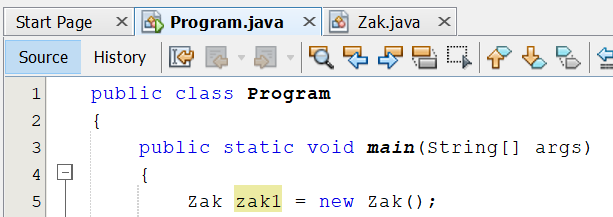 Start Page Program.java Zak.java
Source History
1 public class Program
2 {
3 public static void main(String[] args)
4 {
5 Zak zak1 = new Zak();